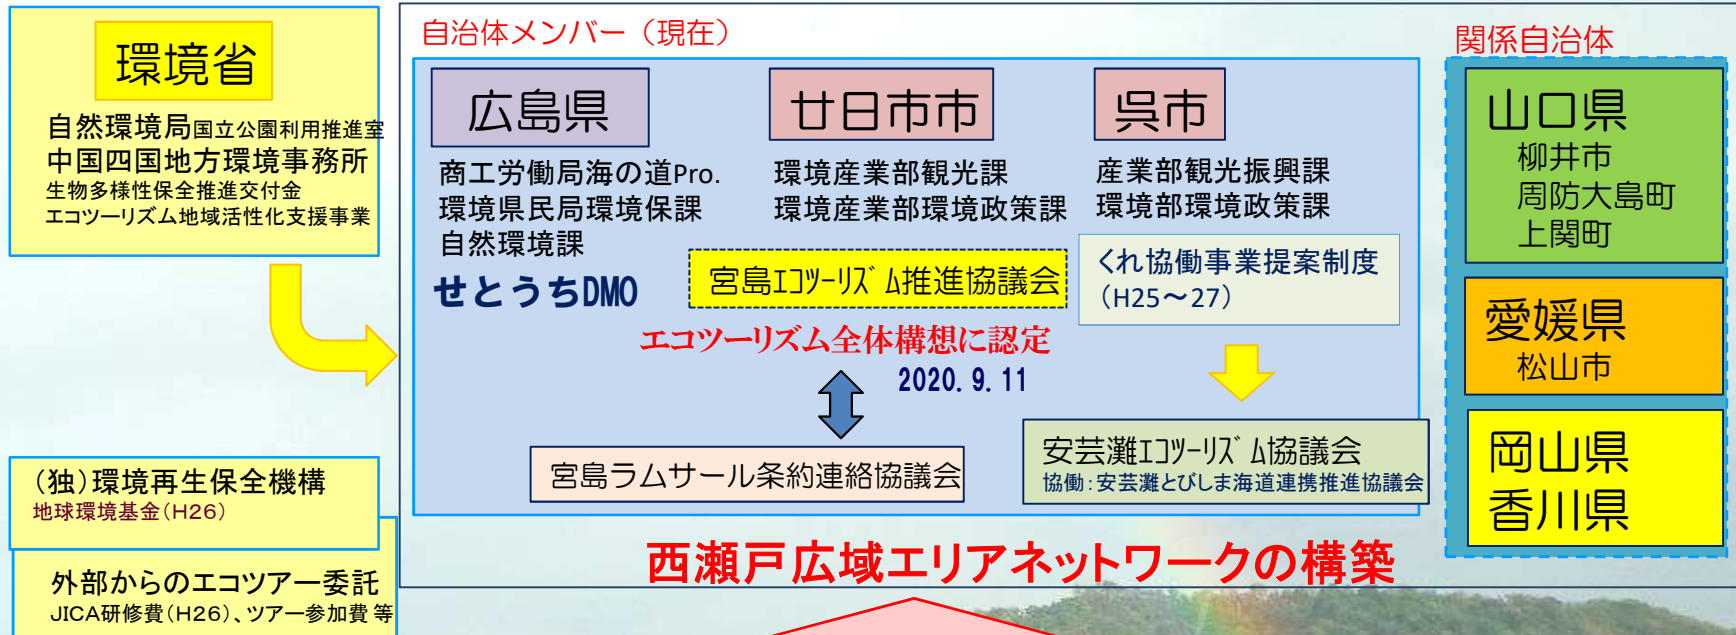 環境省
自然環境局国立公園利用推進室
中国四国地方環境事務所
生物多様性保全推進交付金
エコツーリズム地域活性化支援事業
(独)環境再生保全機構
地球環境基金(H26)
外部からのエコツアー委託
JICA研修費(H26)、ツアー参加費 等
自治体メンバー（現在）
広島県
商工労働局海の道Pro.
環境県民局環境保課
自然環境課
せとうちDMO
廿日市市
環境産業部観光課
環境産業部環境政策課
宮島ｴｺﾂｰﾘｽﾞﾑ推進協議会
エコツーリズム全体構想に認定
2020.9.11
宮島ラムサール条約連絡協議会
呉市
産業部観光振興課
環境部環境政策課
くれ協働事業提案制度
(H25～27)
安芸灘ｴｺﾂｰﾘｽﾞﾑ協議会
協働:安芸灘とびしま海道連携推進協議会
西瀬戸広域エリアネットワークの構築
関係自治体
山口県
柳井市
周防大島町
上関町
愛媛県
松山市
岡山県
香川県